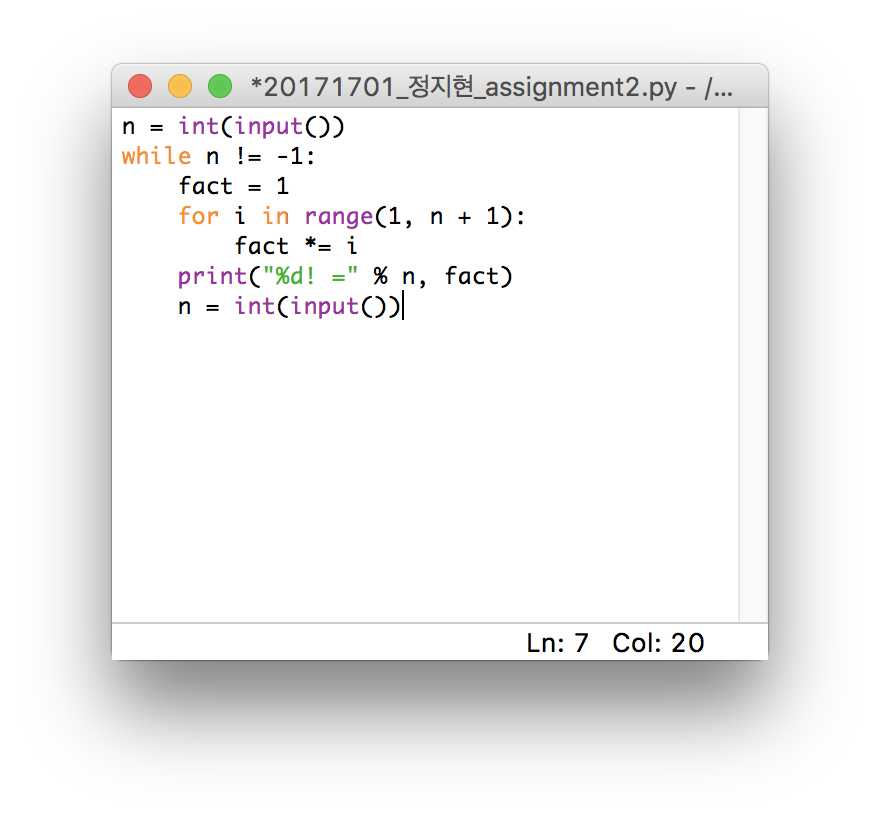 *20171701_정지현_assignment2.py - /...
n = int(input())
while n != -1:
    fact = 1
    for i in range(1, n + 1):
        fact *= i
    print("%d! =" % n, fact)
    n = int(input())
Ln: 7 Col: 20